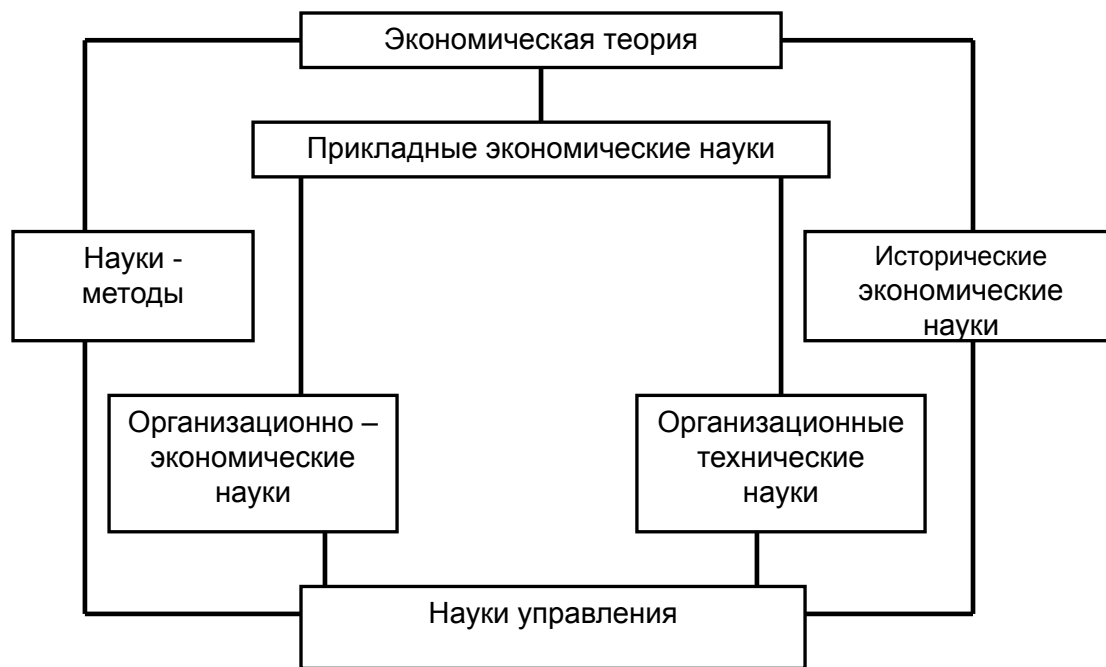 Экономическая теория
Прикладные экономические науки
Науки -
методы
Исторические
экономические
науки
Организационно –
экономические
науки
Организационные
технические
науки
Науки управления